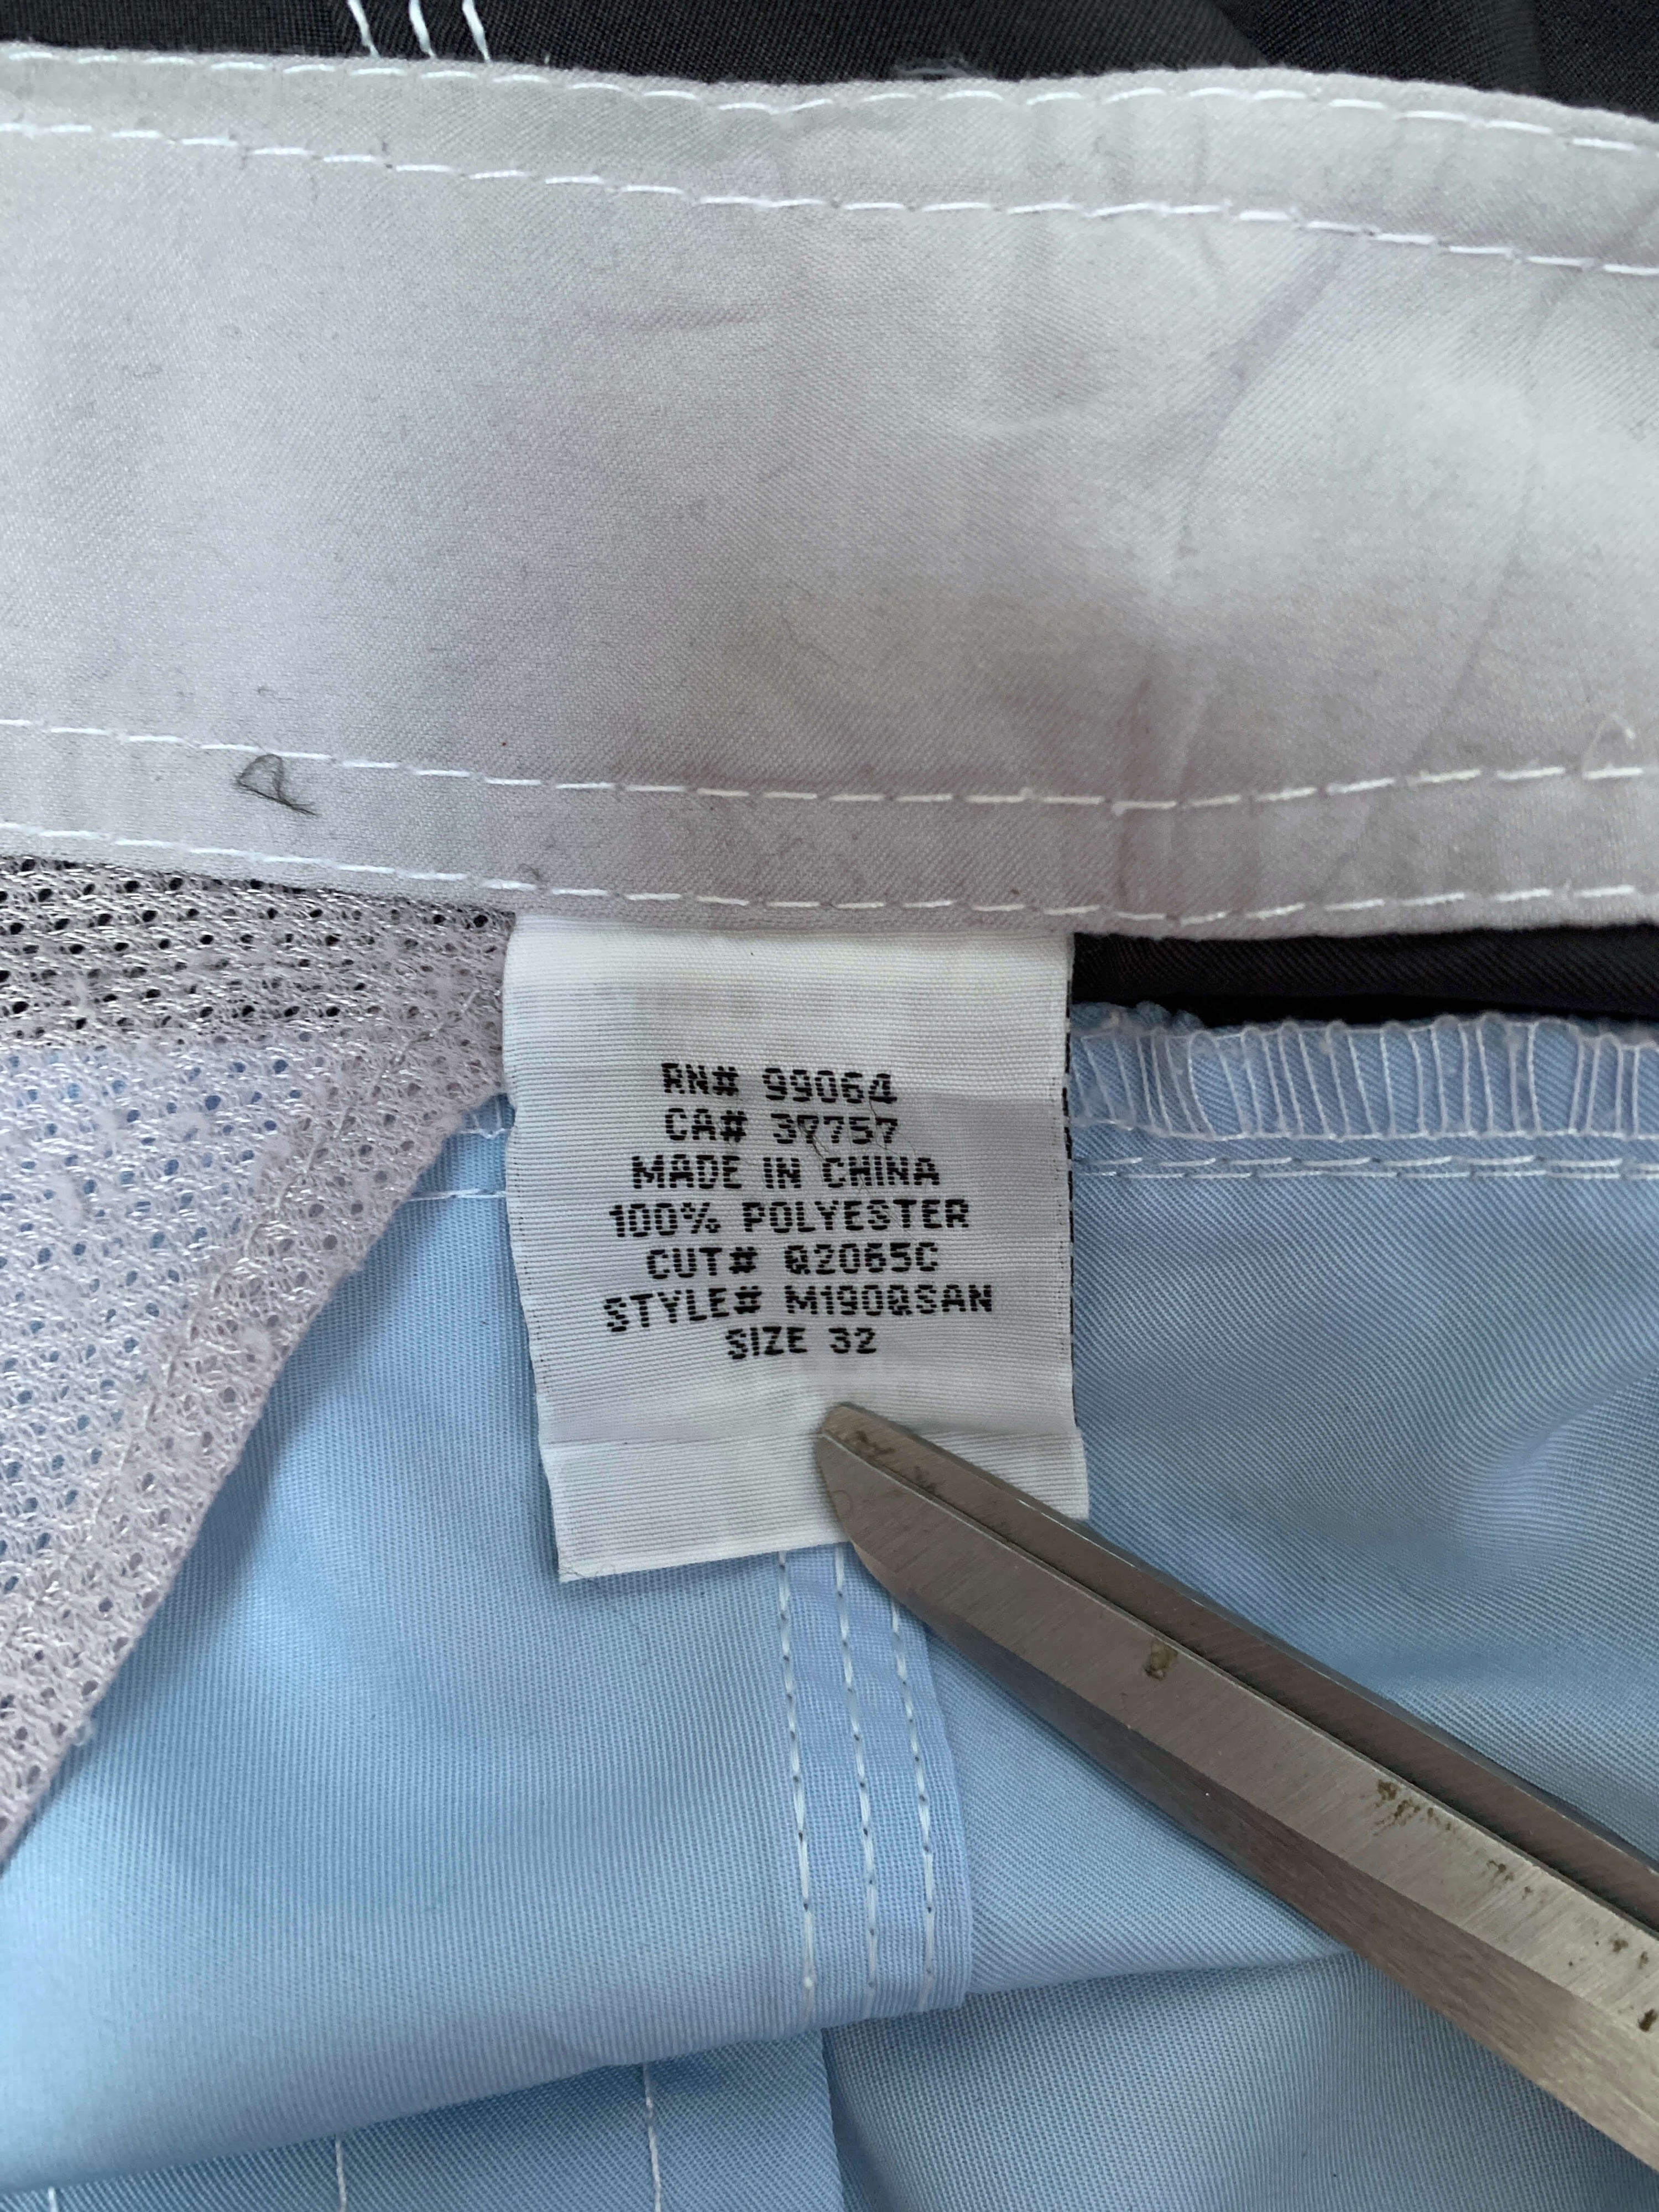 RN# 99064
CA# 37757
MADE IN CHINA
100% POLYESTER
CUT# Q2065C
STYLE# M190QSAN
SIZE 32